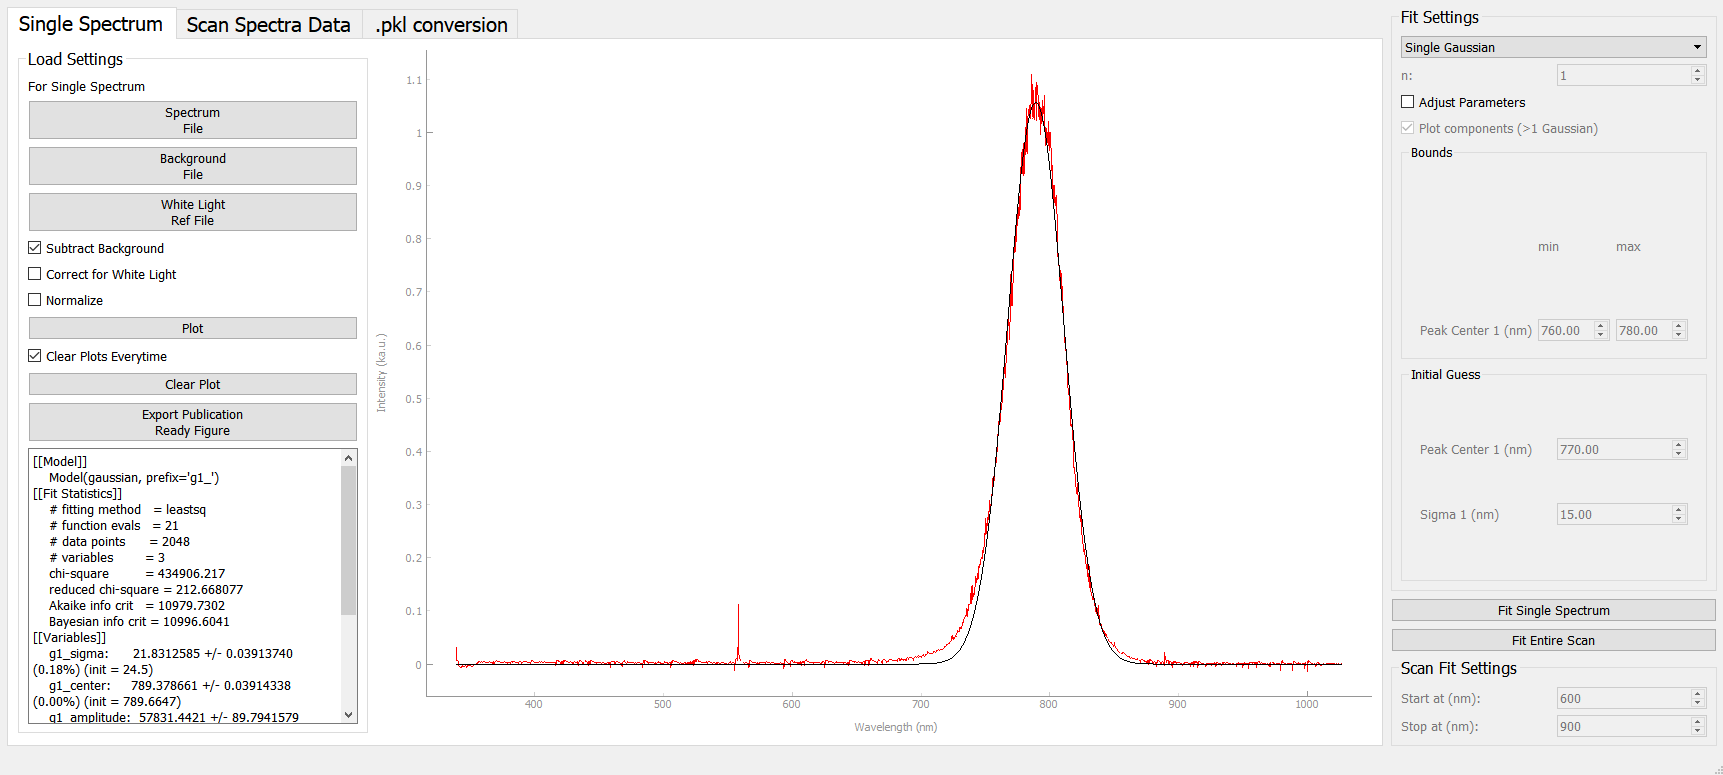 Single Spectrum
Scan Spectra Data
.pkl conversion
Load Settings
For Single Spectrum
Spectrum
File
Background
File
White Light
Ref File
Subtract Background
Correct for White Light
Normalize
Plot
Clear Plots Everytime
Clear Plot
Export Publication
Ready Figure
[[Model]]
Model(gaussian, prefix='g1_')
[[Fit Statistics]]
# fitting method = leastsq
# function evals = 21
# data points = 2048
# variables = 3
chi-square = 434906.217
reduced chi-square = 212.668077
Akaike info crit = 10979.7302
Bayesian info crit = 10996.6041
[[Variables]]
g1_sigma: 21.8312585 +/- 0.03913740
(0.18%) (init = 24.5)
g1_center: 789.378661 +/- 0.03914338
(0.00%) (init = 789.6647)
g1_amplitude: 57831.4421 +/- 89.7941579
Intensity (ka.u.)
1.1
1
0.9
0.8
0.7
0.6
0.5
0.4
0.3
0.2
0.1
0
400
500
600
700
800
900
1000
Wavelength (nm)
Fit Settings
Single Gaussian
n: 1
Adjust Parameters
Plot components (>1 Gaussian)
Bounds
min max
Peak Center 1 (nm) 760.00 780.00
Initial Guess
Peak Center 1 (nm) 770.00
Sigma 1 (nm) 15.00
Fit Single Spectrum
Fit Entire Scan
Scan Fit Settings
Start at (nm): 600
Stop at (nm): 900